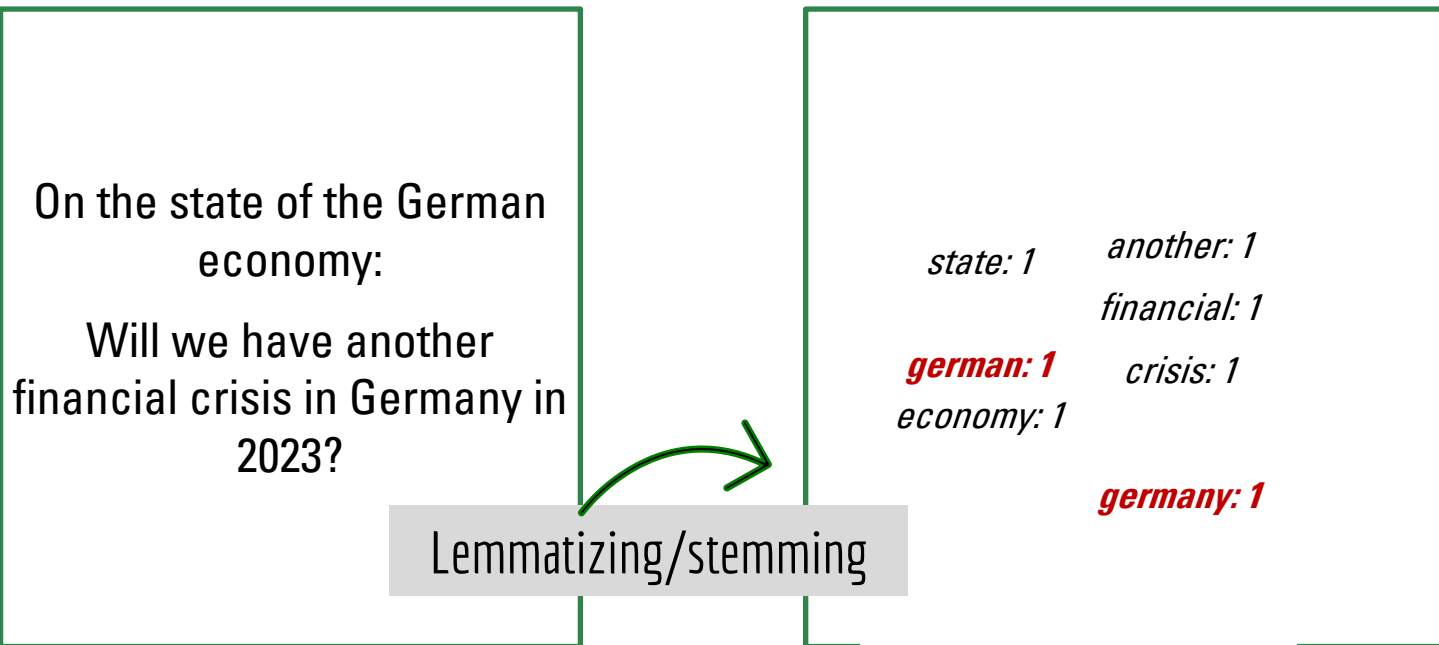 On the state of the German
economy:
Will we have another
financial crisis in Germany in
2023?
Lemmatizing/stemming
state: 1
german: 1
economy: 1
another: 1
financial: 1
crisis: 1
germany: 1